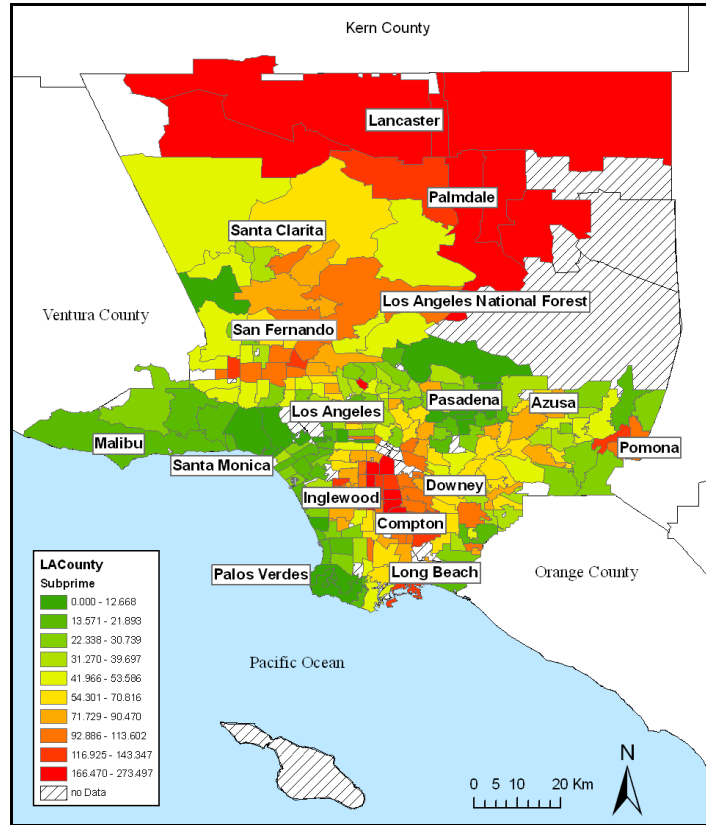 Kern County
Lancaster
Palmdale
Santa Clarita
Los Angeles National Forest
Ventura County
San Fernando
Pasadena
Azusa
Los Angeles
Malibu
Pomona
Santa Monica
Downey
Inglewood
Compton
LACounty
Subprime
0.000 - 12.668
13.571 - 21.893
22.338 - 30.739
31.270 - 39.697
41.966 - 53.586
54.301 - 70.816
71.729 - 90.470
92.886 - 113.602
116.925 - 143.347
166.470 - 273.497
no Data
Palos Verdes
Long Beach
Orange County
Pacific Ocean
N
0 5 10 20 Km